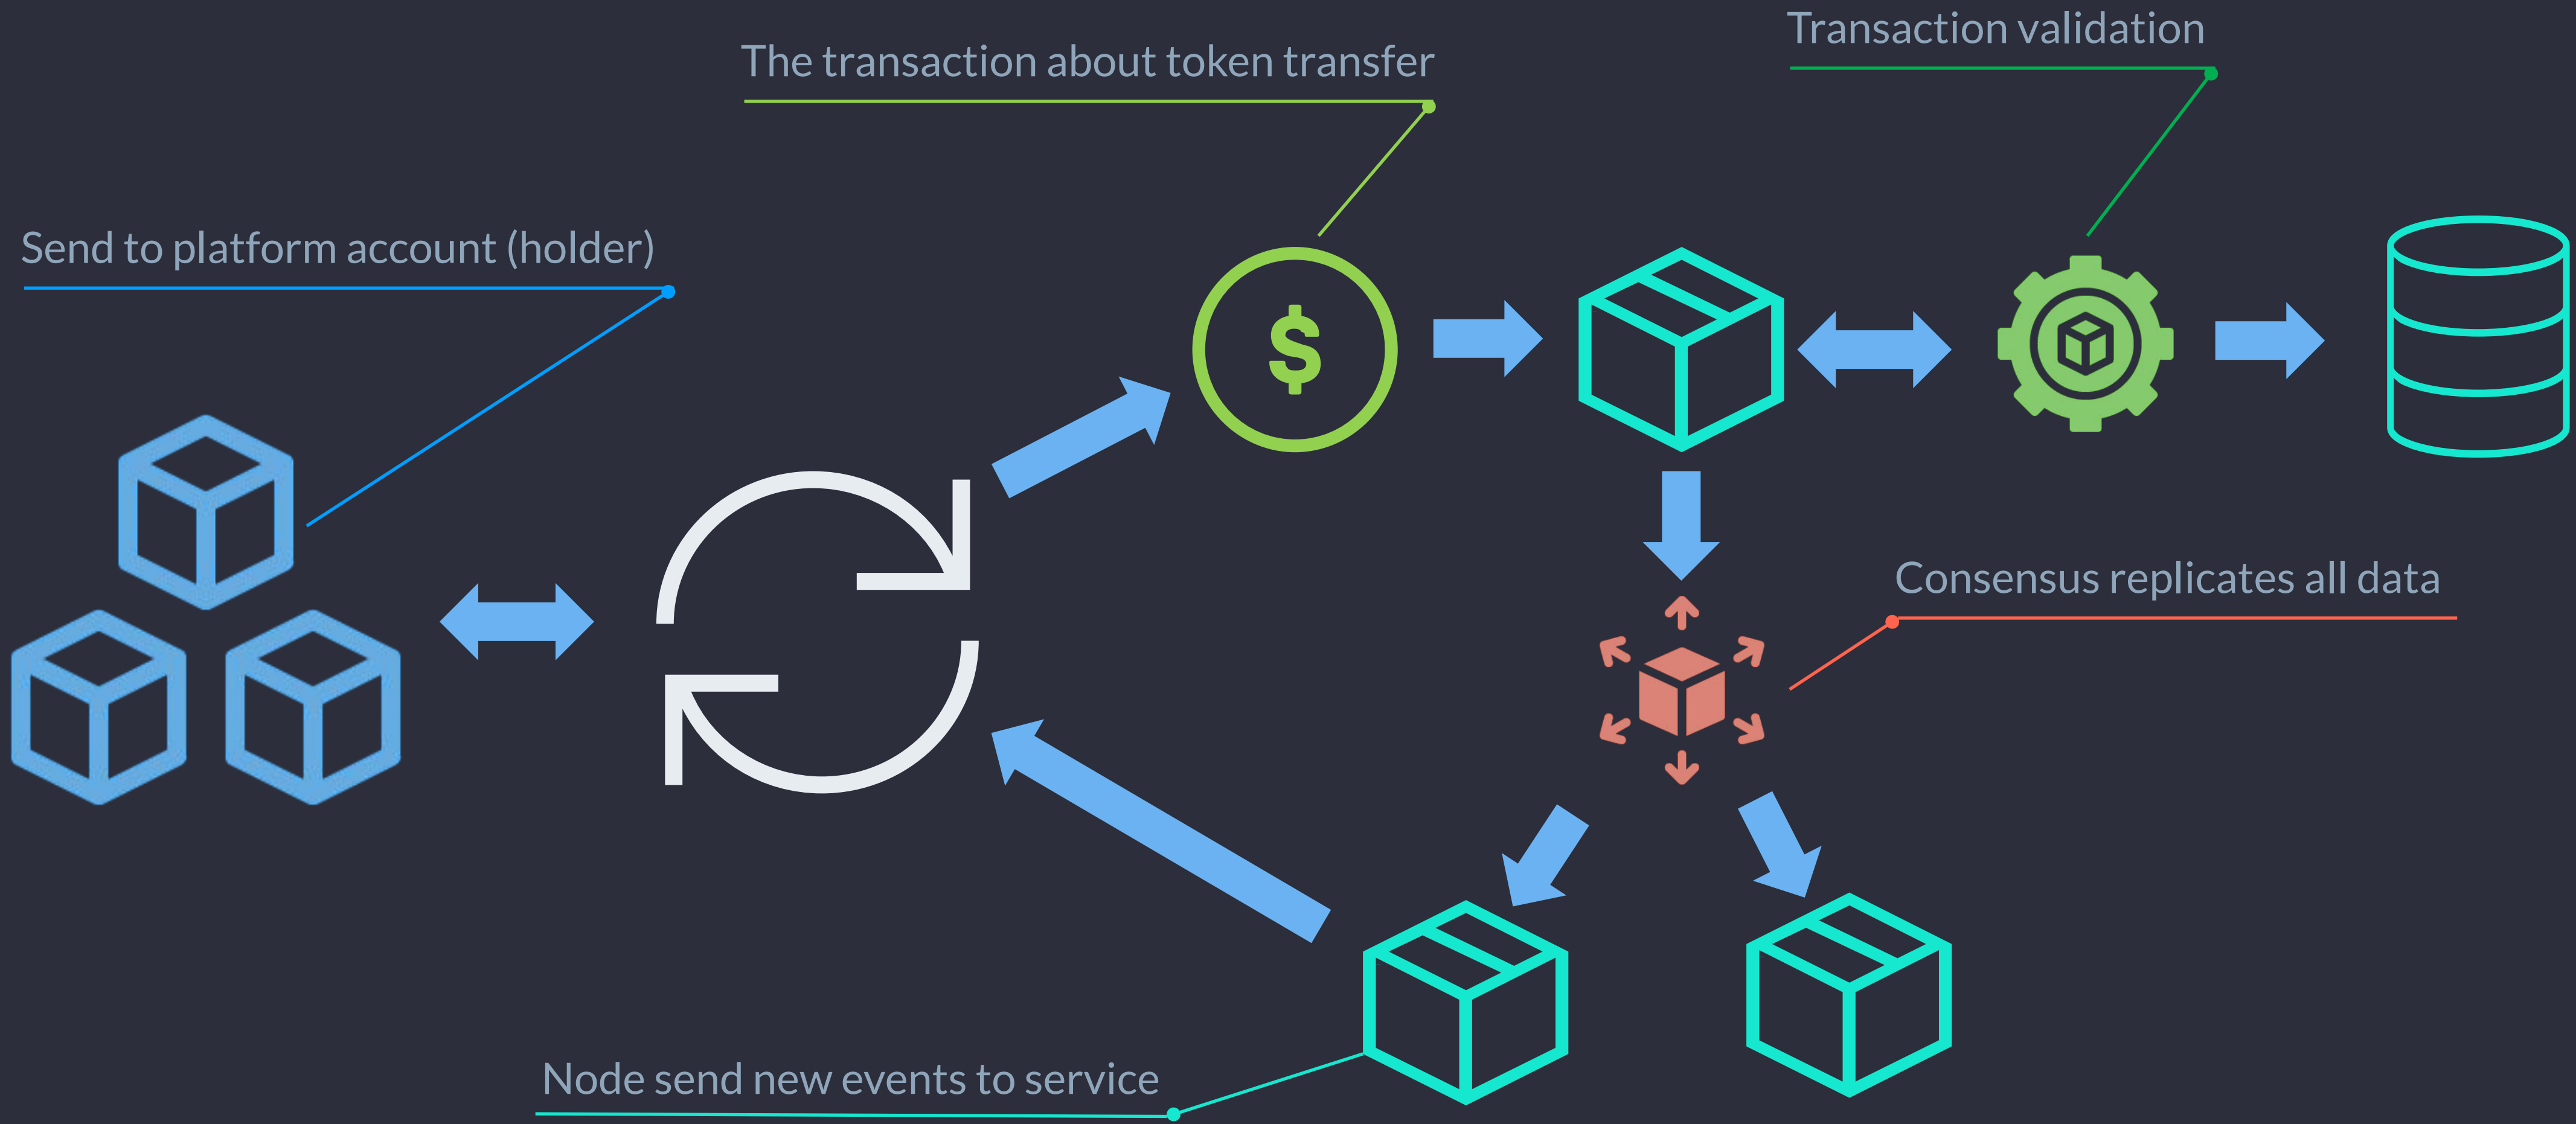 Transaction validation
The transaction about token transfer
Send to platform account (holder)
$
Consensus replicates all data
Node send new events to service